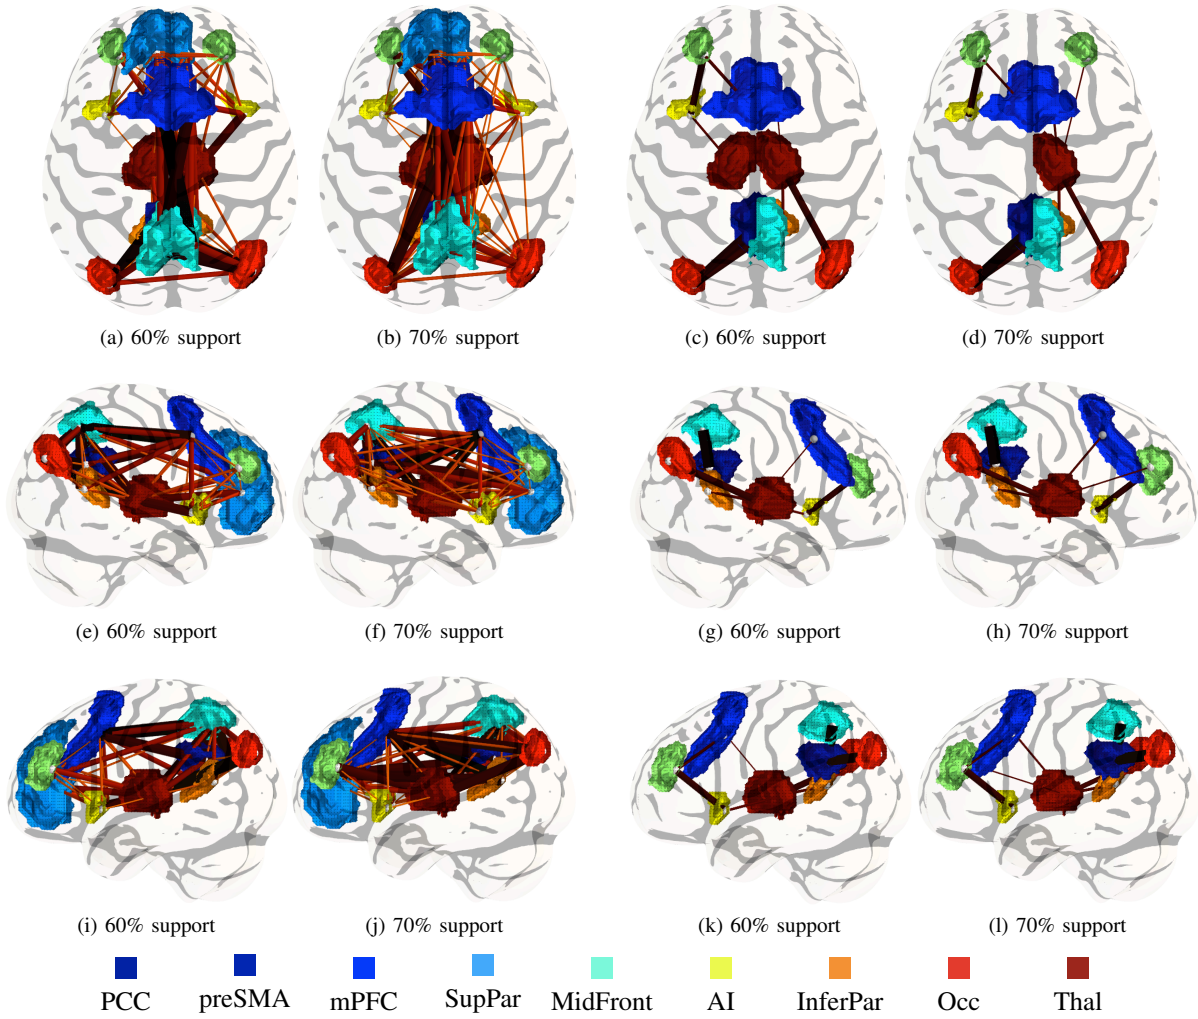 (a) 60% support
(b) 70% support
(c) 60% support
(d) 70% support
(e) 60% support
(f) 70% support
(g) 60% support
(h) 70% support
(i) 60% support
(j) 70% support
(k) 60% support
(l) 70% support
PCC
preSMA
mPFC
SupPar
MidFront
AI
InferPar
Occ
Thal